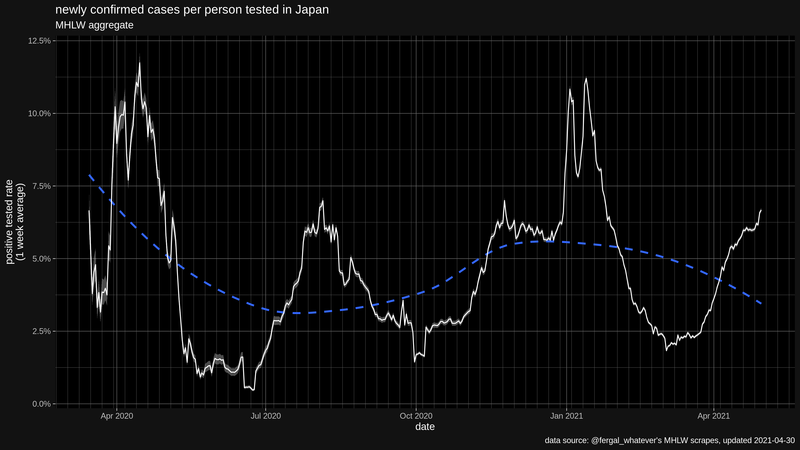 newly confirmed cases per person tested in Japan
MHLW aggregate
12.5%
10.0%
7.5%
5.0%
2.5%
0.0%
positive tested rate
(1 week average)
Apr 2020
Jul 2020
Oct 2020
Jan 2021
Apr 2021
date
data source: @fergal_whatever's MHLW scrapes, updated 2021-04-30